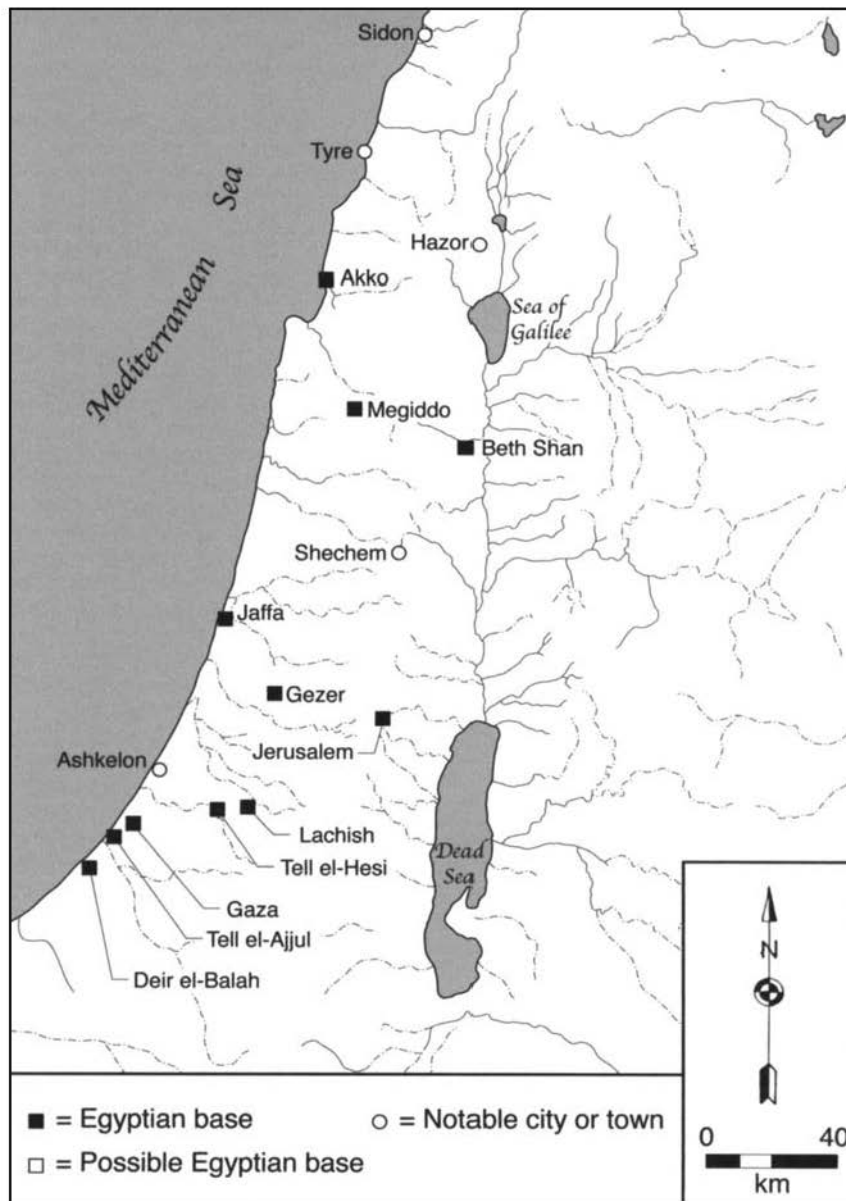 Sidon
Tyre
Mediterranean Sea
Hazor
Akko
Sea of
Galilee
Megiddo
Beth Shan
Shechem
Jaffa
Gezer
Jerusalem
Ashkelon
Lachish
Tell el-Hesi
Dead
Sea
Gaza
Tell el-Ajjul
Deir el-Balah
N
■ = Egyptian base
○ = Notable city or town
□ = Possible Egyptian base
0 40
km